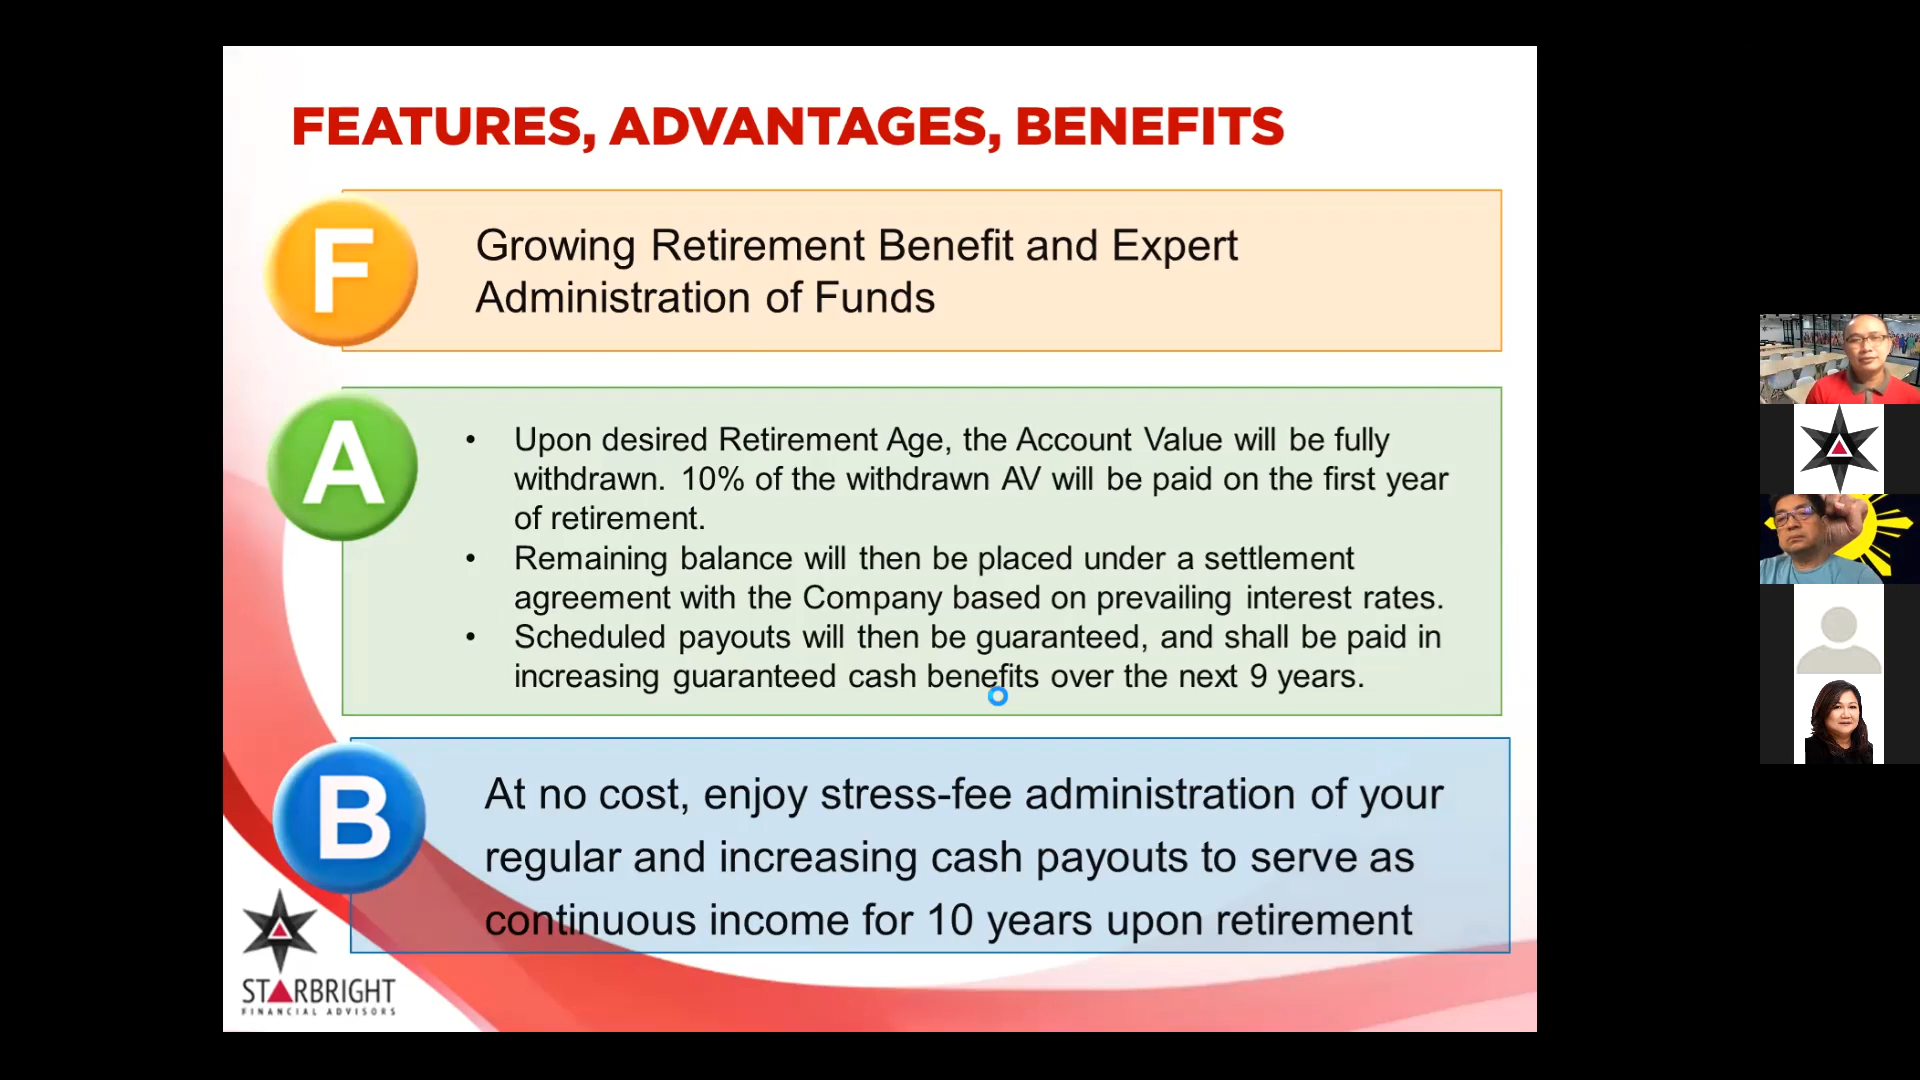 FEATURES, ADVANTAGES, BENEFITS
F
Growing Retirement Benefit and Expert
Administration of Funds
A
• Upon desired Retirement Age, the Account Value will be fully
withdrawn. 10% of the withdrawn AV will be paid on the first year
of retirement.
• Remaining balance will then be placed under a settlement
agreement with the Company based on prevailing interest rates.
• Scheduled payouts will then be guaranteed, and shall be paid in
increasing guaranteed cash benefits over the next 9 years.
B
At no cost, enjoy stress-fee administration of your
regular and increasing cash payouts to serve as
continuous income for 10 years upon retirement
STARBRIGHT
FINANCIAL ADVISORS